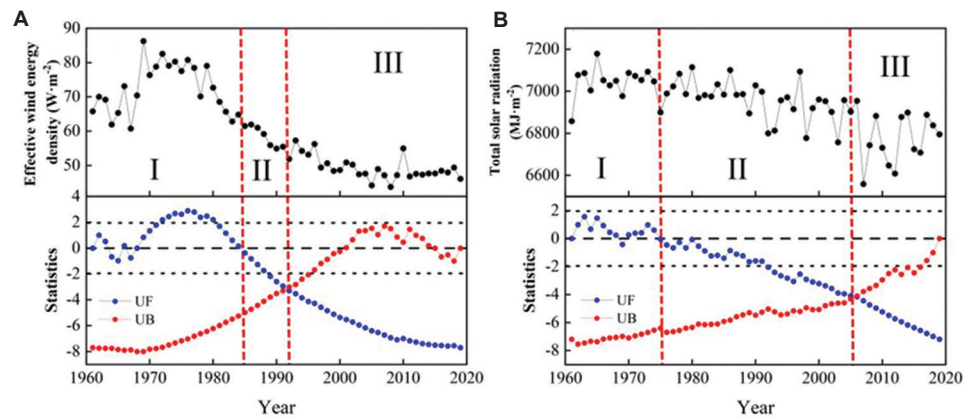 A
Effective wind energy
density (W·m-2)
90
80
70
60
50
4
I
II
III
Statistics
2
0
-2
-4
-6
-8
UF
UB
1960 1970 1980 1990 2000 2010 2020
Year
B
Total solar radiation
(MJ·m-2)
7200
7000
6800
6600
I
II
III
Statistics
2
0
-2
-4
-6
-8
UF
UB
1960 1970 1980 1990 2000 2010 2020
Year